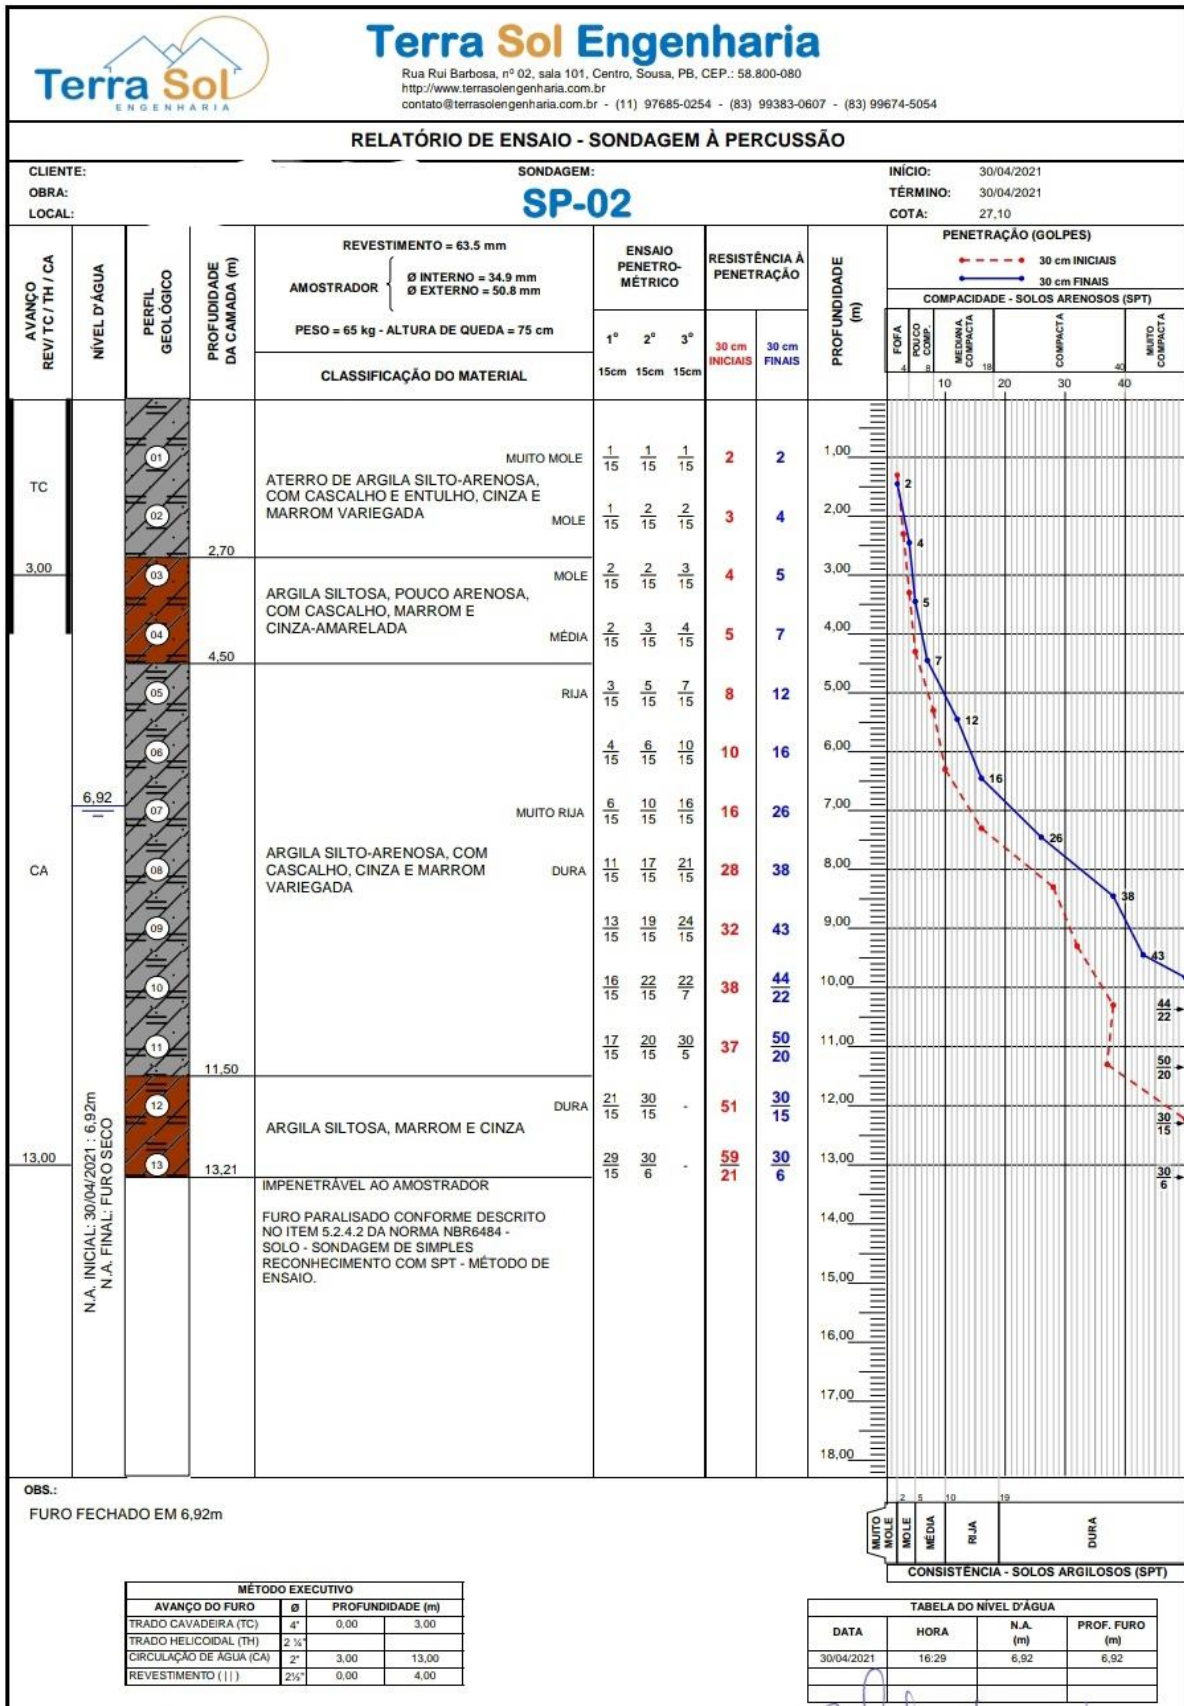 Terra Sol
ENGENHARIA
Terra Sol Engenharia
Rua Rui Barbosa, nº 02, sala 101, Centro, Sousa, PB, CEP.: 58.800-080
http://www.terrasolengenharia.com.br
contato@terrasolengenharia.com.br - (11) 97685-0254 - (83) 99383-0607 - (83) 99674-5054
RELATÓRIO DE ENSAIO - SONDAGEM À PERCUSSÃO
CLIENTE:
OBRA:
LOCAL:
SONDAGEM:
SP-02
INÍCIO: 30/04/2021
TÉRMINO: 30/04/2021
COTA: 27,10
AVANÇO
REV/ TC / TH / CA
NÍVEL D'ÁGUA
PERFIL
GEOLÓGICO
PROFUDIDADE
DA CAMADA (m)
REVESTIMENTO = 63.5 mm
AMOSTRADOR
Ø INTERNO = 34.9 mm
Ø EXTERNO = 50.8 mm
PESO = 65 kg - ALTURA DE QUEDA = 75 cm
CLASSIFICAÇÃO DO MATERIAL
ENSAIO
PENETRO-
MÉTRICO
1º 2º 3º
15cm 15cm 15cm
RESISTÊNCIA À
PENETRAÇÃO
30 cm
INICIAIS
30 cm
FINAIS
PROFUNDIDADE
(m)
PENETRAÇÃO (GOLPES)
30 cm INICIAIS
30 cm FINAIS
COMPACIDADE - SOLOS ARENOSOS (SPT)
FOFA
POUCO
COMP.
MEDIANA.
COMPACTA
COMPACTA
MUITO
COMPACTA
4 8 18 40
10 20 30 40
TC
3,00
CA
13,00
6,92
N.A. INICIAL: 30/04/2021 : 6,92m
N.A. FINAL: FURO SECO
01 MUITO MOLE 1/15 1/15 1/15 2 2 1,00
ATERRO DE ARGILA SILTO-ARENOSA,
COM CASCALHO E ENTULHO, CINZA E
MARROM VARIEGADA
02 MOLE 1/15 2/15 2/15 3 4 2,00
2,70
03 MOLE 2/15 2/15 3/15 4 5 3,00
ARGILA SILTOSA, POUCO ARENOSA,
COM CASCALHO, MARROM E
CINZA-AMARELADA
04 MÉDIA 2/15 3/15 4/15 5 7 4,00
4,50
05 RIJA 3/15 5/15 7/15 8 12 5,00
06 4/15 6/15 10/15 10 16 6,00
07 MUITO RIJA 6/15 10/15 16/15 16 26 7,00
ARGILA SILTO-ARENOSA, COM
CASCALHO, CINZA E MARROM
VARIEGADA
08 DURA 11/15 17/15 21/15 28 38 8,00
09 13/15 19/15 24/15 32 43 9,00
10 16/15 22/15 22/7 38 44/22 10,00
11 17/15 20/15 30/5 37 50/20 11,00
11,50
12 DURA 21/15 30/15 - 51 30/15 12,00
ARGILA SILTOSA, MARROM E CINZA
13 29/15 30/6 - 59/21 30/6 13,00
13,21
IMPENETRÁVEL AO AMOSTRADOR
FURO PARALISADO CONFORME DESCRITO
NO ITEM 5.2.4.2 DA NORMA NBR6484 -
SOLO - SONDAGEM DE SIMPLES
RECONHECIMENTO COM SPT - MÉTODO DE
ENSAIO.
14,00
15,00
16,00
17,00
18,00
2
4
5
7
12
16
26
38
43
44/22
50/20
30/15
30/6
OBS.:
FURO FECHADO EM 6,92m
2 5 10 19
MUITO
MOLE
MOLE
MÉDIA
RIJA
DURA
CONSISTÊNCIA - SOLOS ARGILOSOS (SPT)
MÉTODO EXECUTIVO
AVANÇO DO FURO Ø PROFUNDIDADE (m)
TRADO CAVADEIRA (TC) 4" 0,00 3,00
TRADO HELICOIDAL (TH) 2 ¼"
CIRCULAÇÃO DE ÁGUA (CA) 2" 3,00 13,00
REVESTIMENTO ( | | ) 2½" 0,00 4,00
TABELA DO NÍVEL D'ÁGUA
DATA HORA N.A. (m) PROF. FURO (m)
30/04/2021 16:29 6,92 6,92